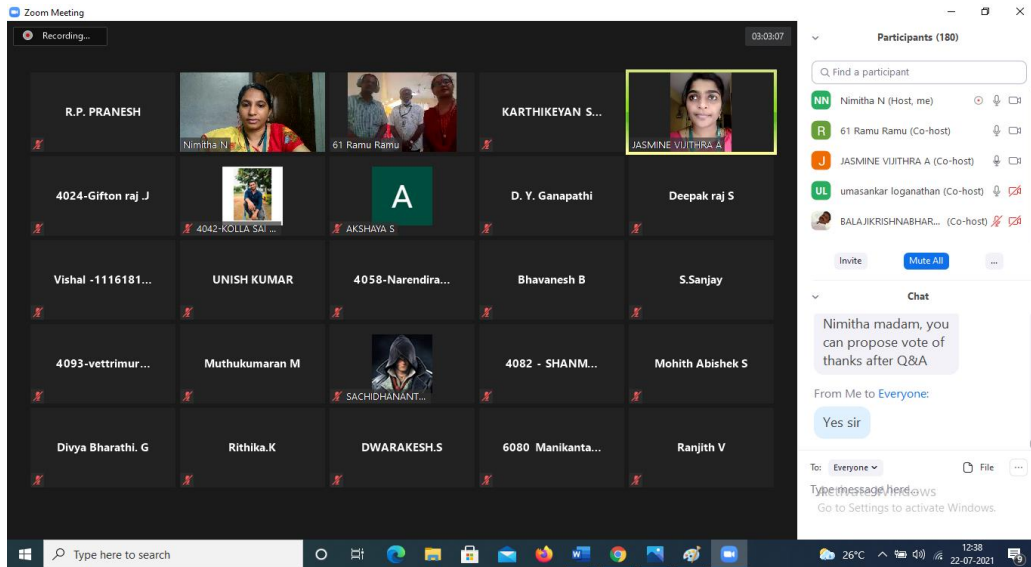 Zoom Meeting
Recording...
03:03:07
R.P. PRANESH
Nimitha N
61 Ramu Ramu
KARTHIKEYAN S...
JASMINE VIJITHRA A
4024-Gifton raj .J
4042-KOLLA SAI ...
A
AKSHAYA S
D. Y. Ganapathi
Deepak raj S
Vishal -1116181...
UNISH KUMAR
4058-Narendira...
Bhavanesh B
S.Sanjay
4093-vettrimur...
Muthukumaran M
SACHIDHANANT...
4082 - SHANM...
Mohith Abishek S
Divya Bharathi. G
Rithika.K
DWARAKESH.S
6080 Manikanta...
Ranjith V
Participants (180)
Find a participant
NN Nimitha N (Host, me)
R 61 Ramu Ramu (Co-host)
J JASMINE VIJITHRA A (Co-host)
UL umasankar loganathan (Co-host)
BALAJIKRISHNABHAR... (Co-host)
Invite
Mute All
...
Chat
Nimitha madam, you
can propose vote of
thanks after Q&A
From Me to Everyone:
Yes sir
To: Everyone
File
...
Type message here...
Activate Windows
Go to Settings to activate Windows.
Type here to search
26°C
12:38
22-07-2021
9